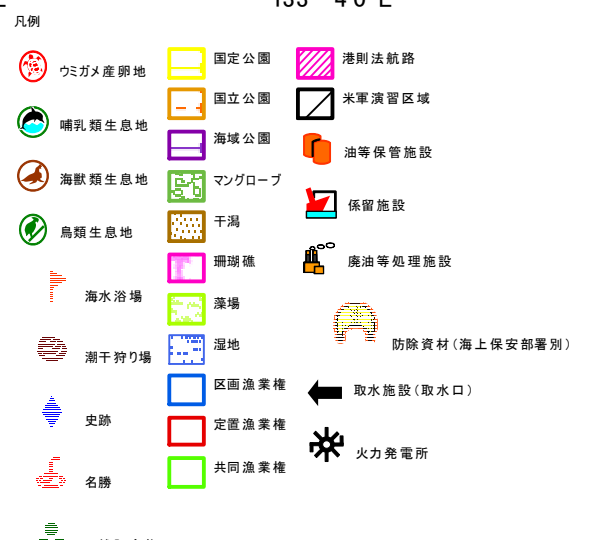 133 40 E
凡例
ウミガメ産卵地
哺乳類生息地
海獣類生息地
鳥類生息地
海水浴場
潮干狩り場
史跡
名勝
国定公園
国立公園
海域公園
マングローブ
干潟
珊瑚礁
藻場
湿地
区画漁業権
定置漁業権
共同漁業権
港則法航路
米軍演習区域
油等保管施設
係留施設
廃油等処理施設
防除資材(海上保安部署別)
取水施設(取水口)
火力発電所